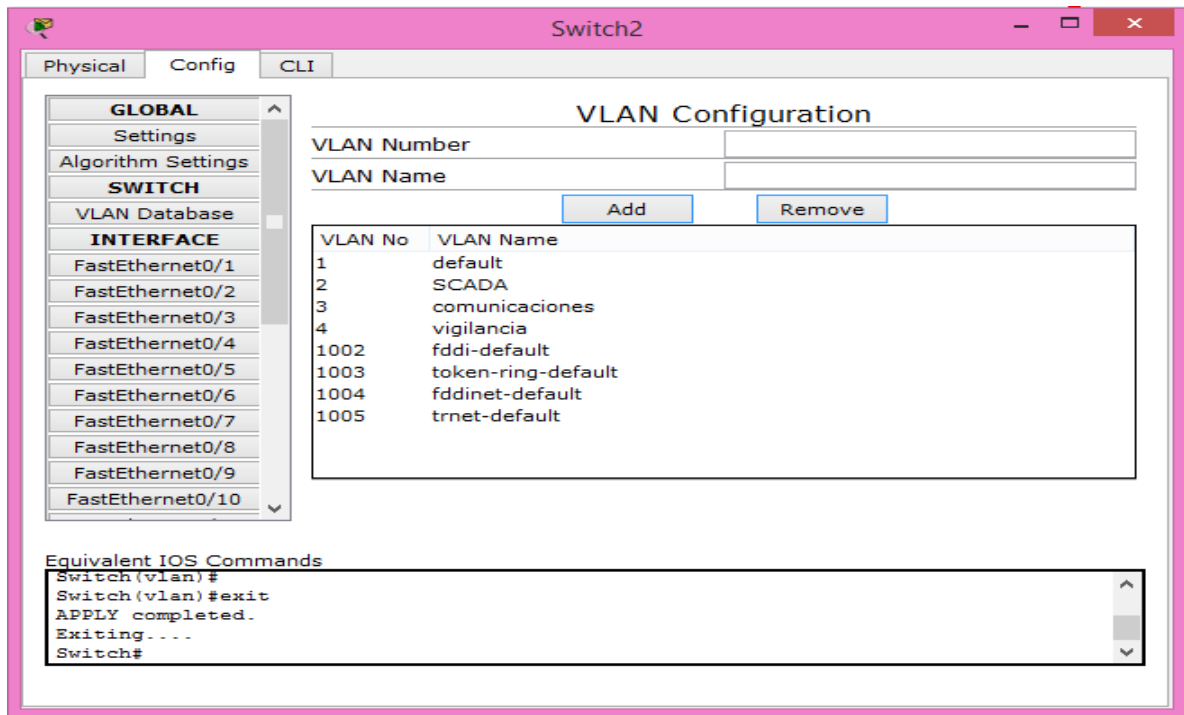 Switch2
Physical Config CLI
GLOBAL
Settings
Algorithm Settings
SWITCH
VLAN Database
INTERFACE
FastEthernet0/1
FastEthernet0/2
FastEthernet0/3
FastEthernet0/4
FastEthernet0/5
FastEthernet0/6
FastEthernet0/7
FastEthernet0/8
FastEthernet0/9
FastEthernet0/10
VLAN Configuration
VLAN Number
VLAN Name
Add Remove
VLAN No VLAN Name
1 default
2 SCADA
3 comunicaciones
4 vigilancia
1002 fddi-default
1003 token-ring-default
1004 fddinet-default
1005 trnet-default
Equivalent IOS Commands
Switch(vlan)#
Switch(vlan)#exit
APPLY completed.
Exiting....
Switch#